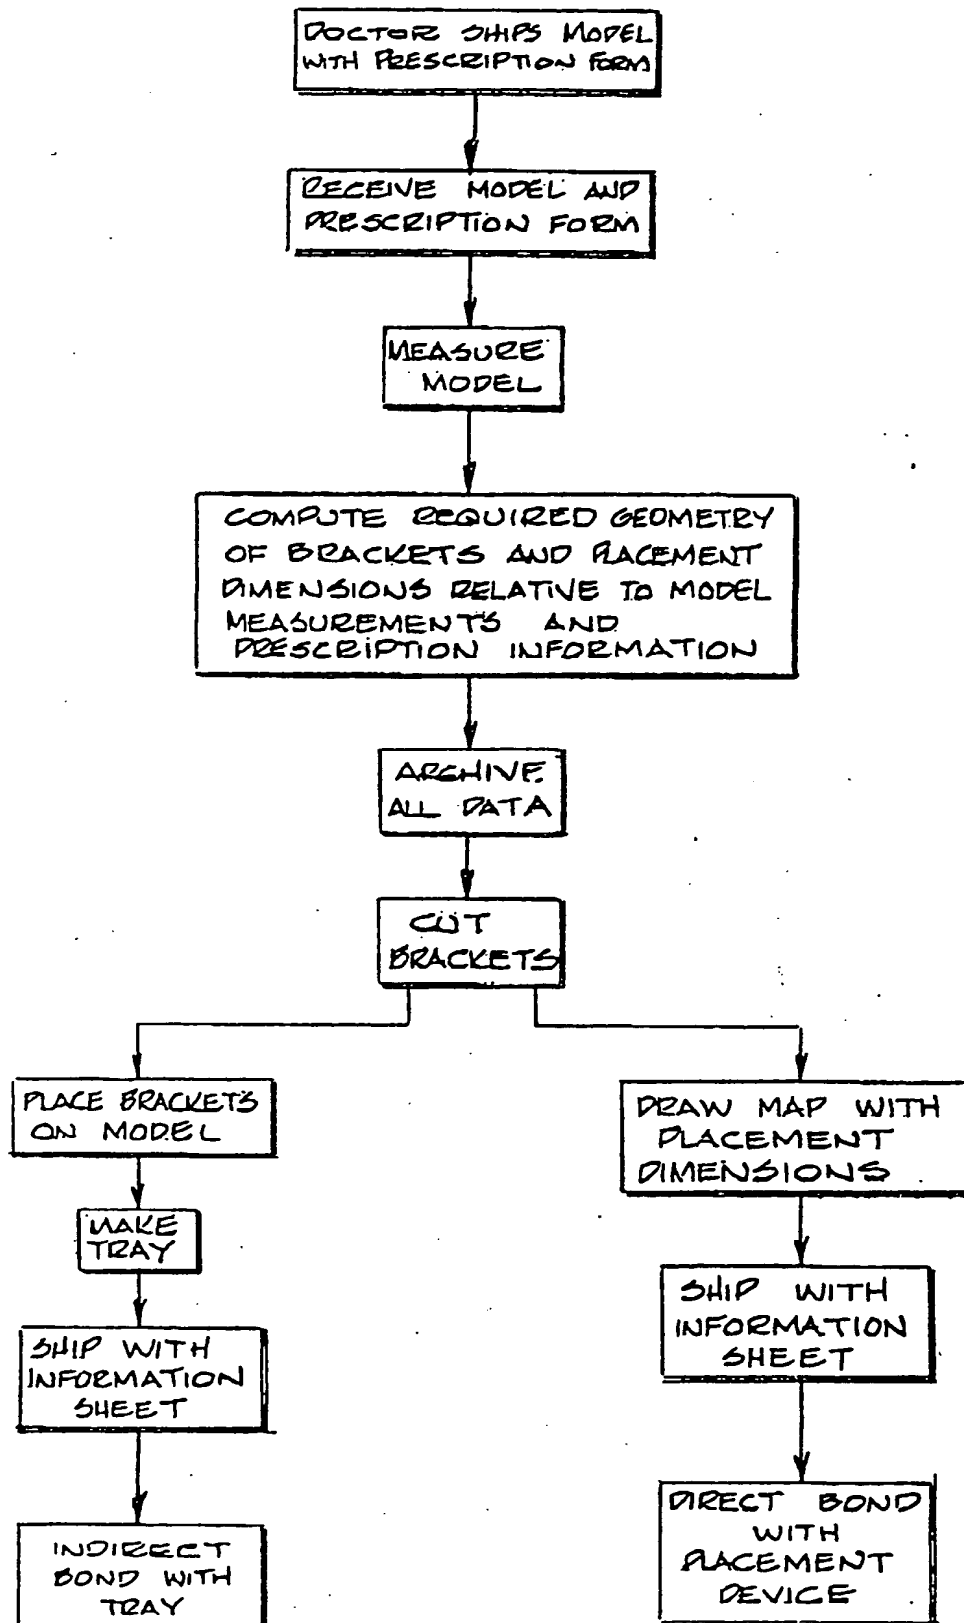 DOCTOR SHIPS MODEL
WITH PRESCRIPTION FORM
RECEIVE MODEL AND
PRESCRIPTION FORM
MEASURE
MODEL
COMPUTE REQUIRED GEOMETRY
OF BRACKETS AND PLACEMENT
DIMENSIONS RELATIVE TO MODEL
MEASUREMENTS AND
PRESCRIPTION INFORMATION
ARCHIVE
ALL DATA
CUT
BRACKETS
PLACE BRACKETS
ON MODEL
MAKE
TRAY
SHIP WITH
INFORMATION
SHEET
INDIRECT
BOND WITH
TRAY
DRAW MAP WITH
PLACEMENT
DIMENSIONS
SHIP WITH
INFORMATION
SHEET
DIRECT BOND
WITH
PLACEMENT
DEVICE